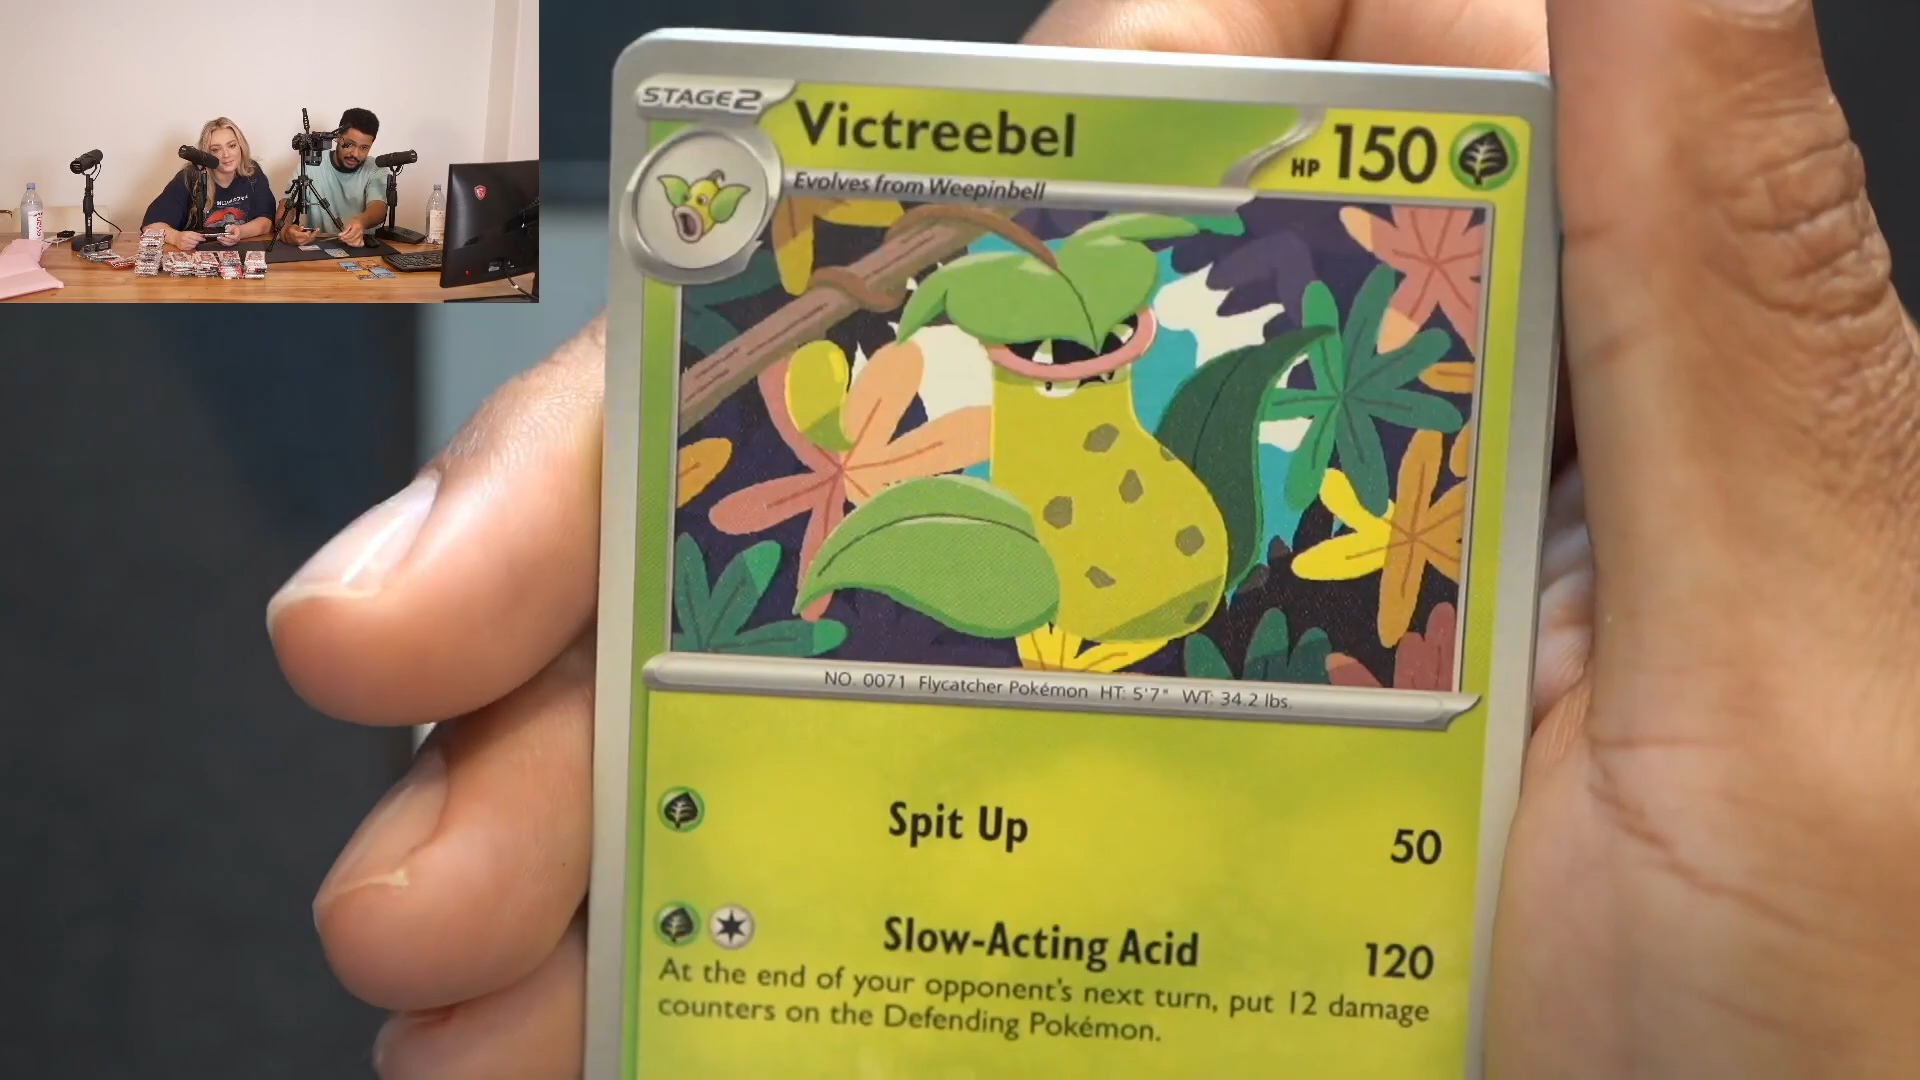 STAGE2
Victreebel
HP 150
Evolves from Weepinbell
NO. 0071 Flycatcher Pokémon HT: 5'7" WT: 34.2 lbs.
Spit Up 50
Slow-Acting Acid 120
At the end of your opponent's next turn, put 12 damage
counters on the Defending Pokémon.